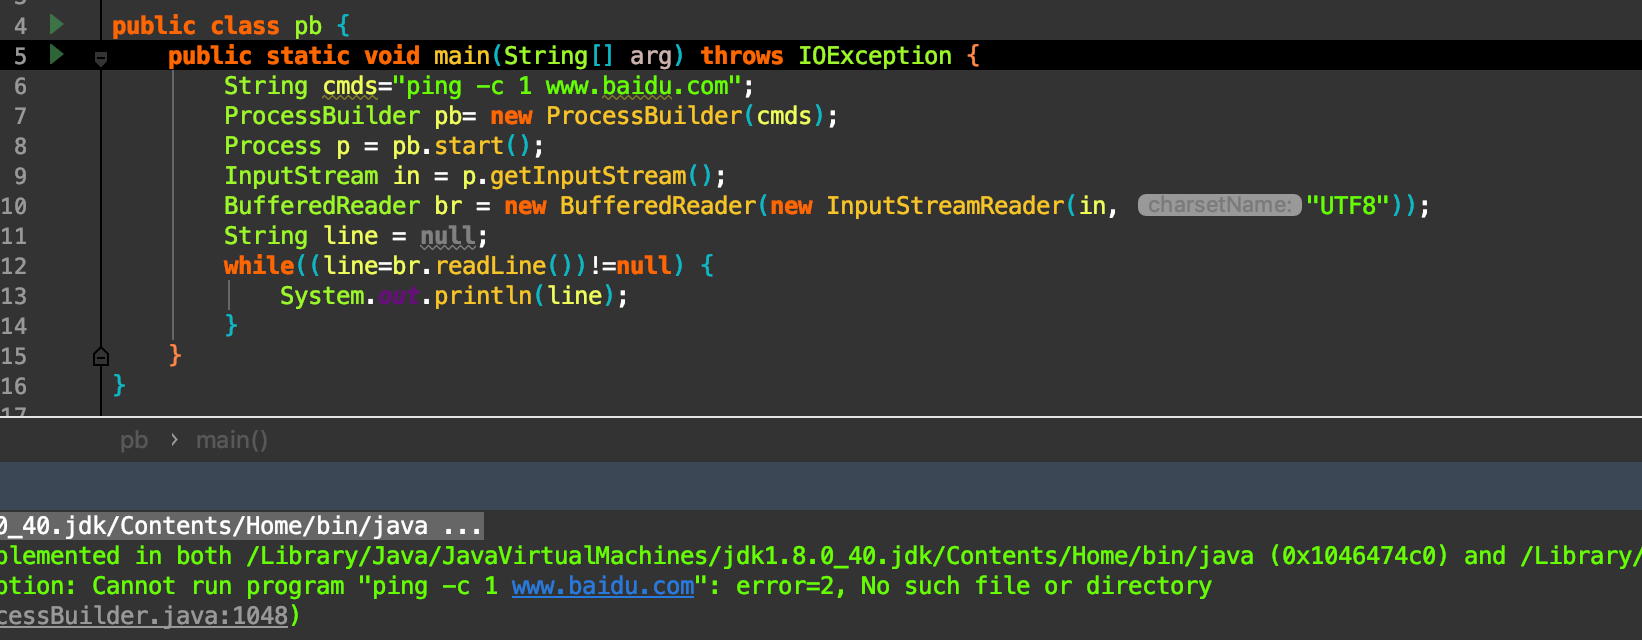 4 public class pb {
5 public static void main(String[] arg) throws IOException {
6 String cmds="ping -c 1 www.baidu.com";
7 ProcessBuilder pb= new ProcessBuilder(cmds);
8 Process p = pb.start();
9 InputStream in = p.getInputStream();
10 BufferedReader br = new BufferedReader(new InputStreamReader(in, charsetName: "UTF8"));
11 String line = null;
12 while((line=br.readLine())!=null) {
13 System.out.println(line);
14 }
15 }
16 }
17
pb › main()
0_40.jdk/Contents/Home/bin/java ...
plemented in both /Library/Java/JavaVirtualMachines/jdk1.8.0_40.jdk/Contents/Home/bin/java (0x1046474c0) and /Library/
ption: Cannot run program "ping -c 1 www.baidu.com": error=2, No such file or directory
cessBuilder.java:1048)